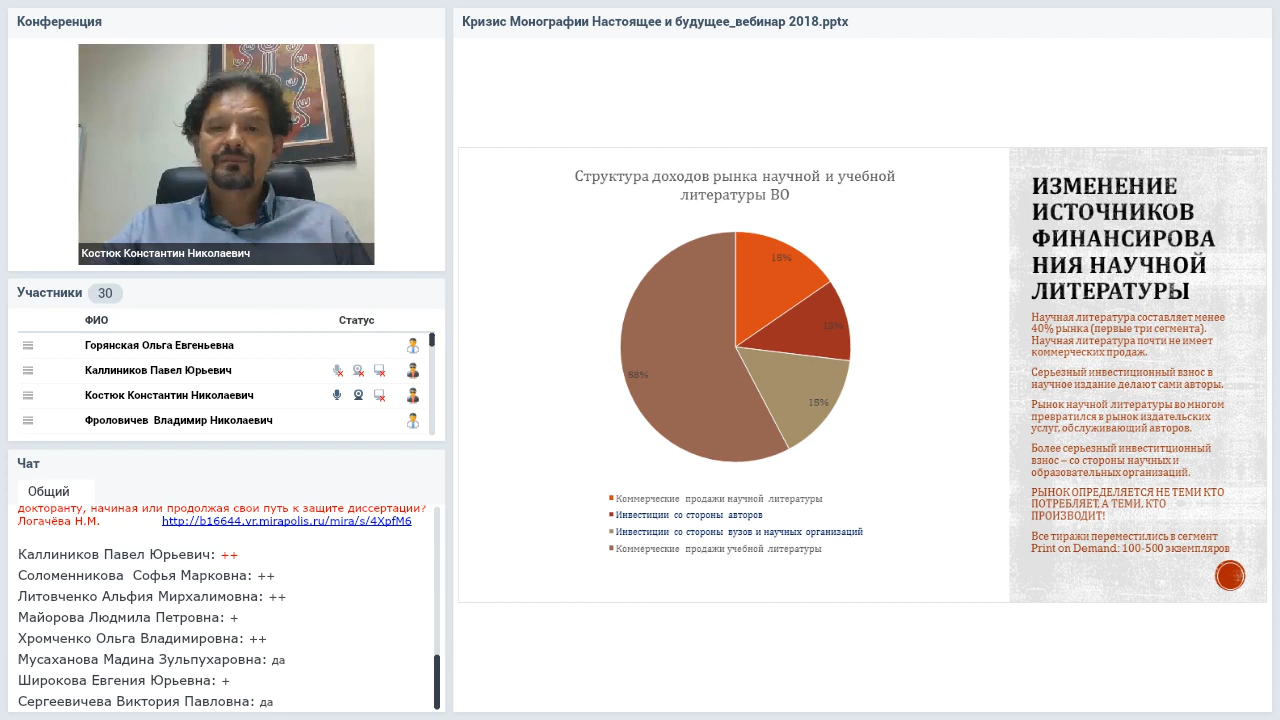 Конференция
Костюк Константин Николаевич
Участники 30
ФИО Статус
Горянская Ольга Евгеньевна
Каллиников Павел Юрьевич
Костюк Константин Николаевич
Фроловичев Владимир Николаевич
Чат
Общий
докторанту, начиная или продолжая свой путь к защите диссертации?
Логачёва Н.М. http://b16644.vr.mirapolis.ru/mira/s/4XpfM6
Каллиников Павел Юрьевич: ++
Соломенникова Софья Марковна: ++
Литовченко Альфия Мирхалимовна: ++
Майорова Людмила Петровна: +
Хромченко Ольга Владимировна: ++
Мусаханова Мадина Зульпухаровна: да
Широкова Евгения Юрьевна: +
Сергеевичева Виктория Павловна: да
Кризис Монографии Настоящее и будущее_вебинар 2018.pptx
Структура доходов рынка научной и учебной
литературы ВО
15%
15%
Коммерческие продажи научной литературы
Инвестиции со стороны авторов
Инвестиции со стороны вузов и научных организаций
Коммерческие продажи учебной литературы
ИЗМЕНЕНИЕ
ИСТОЧНИКОВ
ФИНАНСИРОВА
НИЯ НАУЧНОЙ
ЛИТЕРАТУРЫ
Научная литература составляет менее
40% рынка (первые три сегмента).
Научная литература почти не имеет
коммерческих продаж.
Серьезный инвестиционный взнос в
научное издание делают сами авторы.
Рынок научной литературы во многом
превратился в рынок издательских
услуг, обслуживающий авторов.
Более серьезный инвеститционный
взнос – со стороны научных и
образовательных организаций.
РЫНОК ОПРЕДЕЛЯЕТСЯ НЕ ТЕМИ КТО
ПОТРЕБЛЯЕТ, А ТЕМИ, КТО
ПРОИЗВОДИТ!
Все тиражи переместились в сегмент
Print on Demand: 100-500 экземпляров